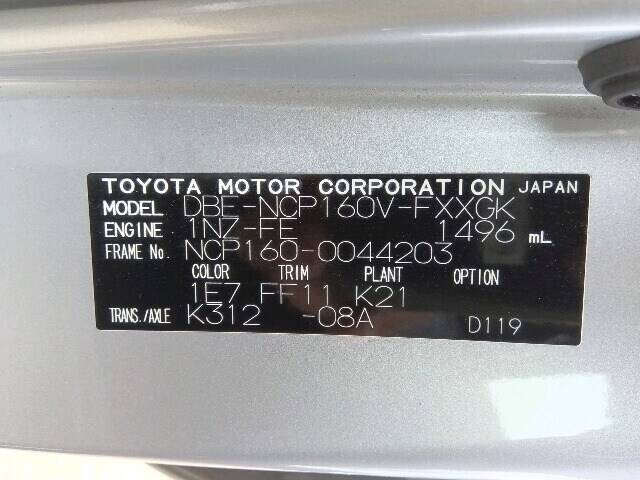 TOYOTA MOTOR CORPORATION JAPAN
MODEL DBE-NCP160V-FXXGK
ENGINE 1NZ-FE 1496 mL
FRAME No. NCP160-0044203
COLOR TRIM PLANT OPTION
1E7 FF11 K21
TRANS./AXLE K312 -08A D119